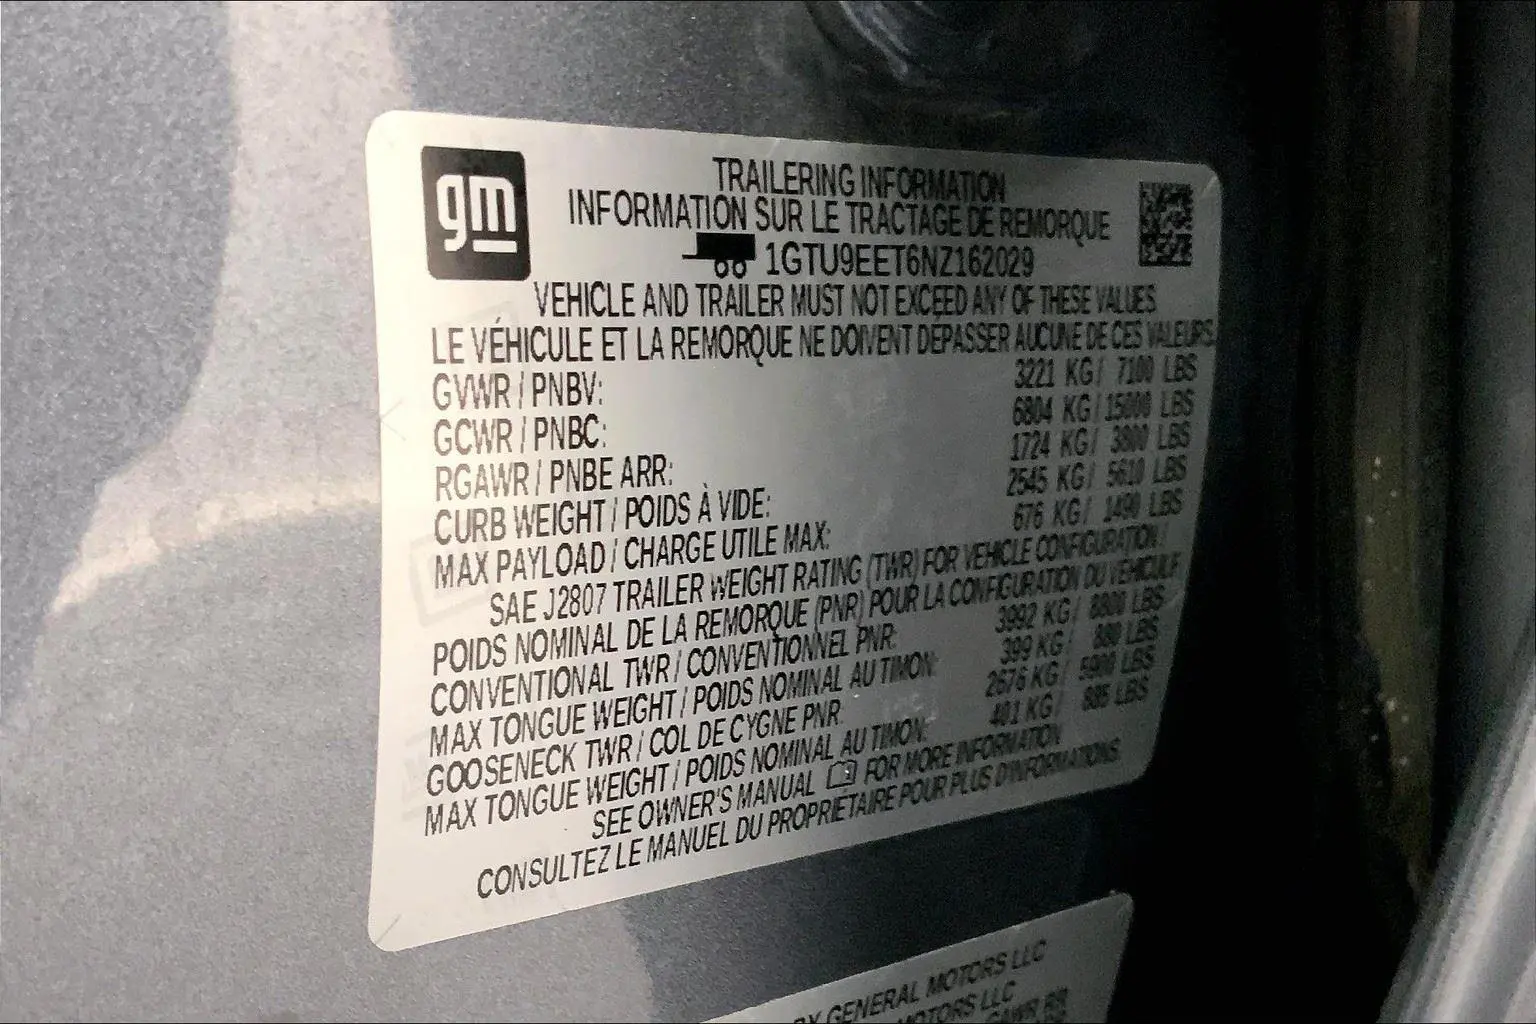 gm
TRAILERING INFORMATION
INFORMATION SUR LE TRACTAGE DE REMORQUE
1GTU9EET6NZ162029
VEHICLE AND TRAILER MUST NOT EXCEED ANY OF THESE VALUES
LE VÉHICULE ET LA REMORQUE NE DOIVENT DÉPASSER AUCUNE DE CES VALEURS.
GVWR / PNBV: 3221 KG / 7100 LBS
GCWR / PNBC: 6804 KG / 15000 LBS
RGAWR / PNBE ARR: 1724 KG / 3800 LBS
CURB WEIGHT / POIDS À VIDE: 2545 KG / 5610 LBS
MAX PAYLOAD / CHARGE UTILE MAX: 676 KG / 1490 LBS
SAE J2807 TRAILER WEIGHT RATING (TWR) FOR VEHICLE CONFIGURATION /
POIDS NOMINAL DE LA REMORQUE (PNR) POUR LA CONFIGURATION DU VÉHICULE
CONVENTIONAL TWR / CONVENTIONNEL PNR: 3992 KG / 8800 LBS
MAX TONGUE WEIGHT / POIDS NOMINAL AU TIMON: 399 KG / 880 LBS
GOOSENECK TWR / COL DE CYGNE PNR: 2676 KG / 5900 LBS
MAX TONGUE WEIGHT / POIDS NOMINAL AU TIMON: 401 KG / 885 LBS
SEE OWNER'S MANUAL FOR MORE INFORMATION
CONSULTEZ LE MANUEL DU PROPRIÉTAIRE POUR PLUS D'INFORMATIONS.
BY GENERAL MOTORS LLC
MOTORS LLC
GAWR RR